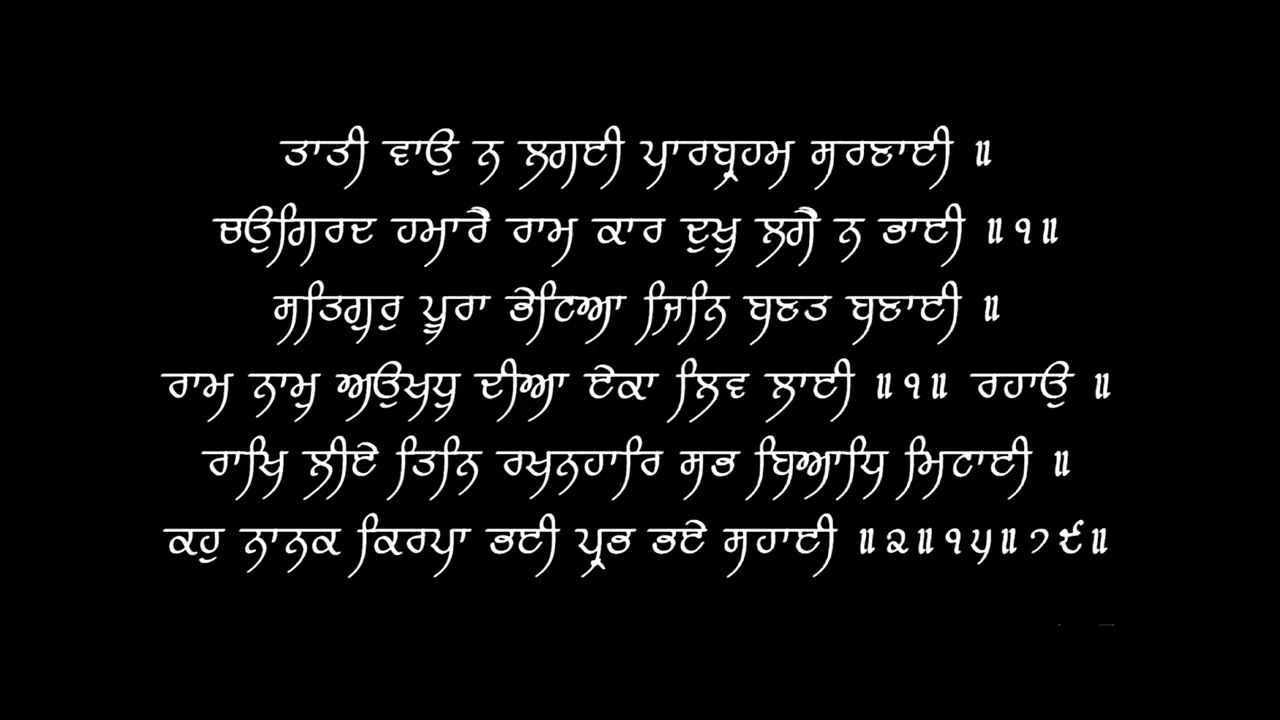 ਤਾਤੀ ਵਾਉ ਨ ਲਗਈ ਪਾਰਬ੍ਰਹਮ ਸਰਣਾਈ ॥
ਚਉਗਿਰਦ ਹਮਾਰੈ ਰਾਮ ਕਾਰ ਦੁਖੁ ਲਗੈ ਨ ਭਾਈ ॥੧॥
ਸਤਿਗੁਰੁ ਪੂਰਾ ਭੇਟਿਆ ਜਿਨਿ ਬਣਤ ਬਣਾਈ ॥
ਰਾਮ ਨਾਮੁ ਅਉਖਧੁ ਦੀਆ ਏਕਾ ਲਿਵ ਲਾਈ ॥੧॥ ਰਹਾਉ ॥
ਰਾਖਿ ਲੀਏ ਤਿਨਿ ਰਖਨਹਾਰਿ ਸਭ ਬਿਆਧਿ ਮਿਟਾਈ ॥
ਕਹੁ ਨਾਨਕ ਕਿਰਪਾ ਭਈ ਪ੍ਰਭ ਭਏ ਸਹਾਈ ॥੨॥੧੫॥੭੯॥